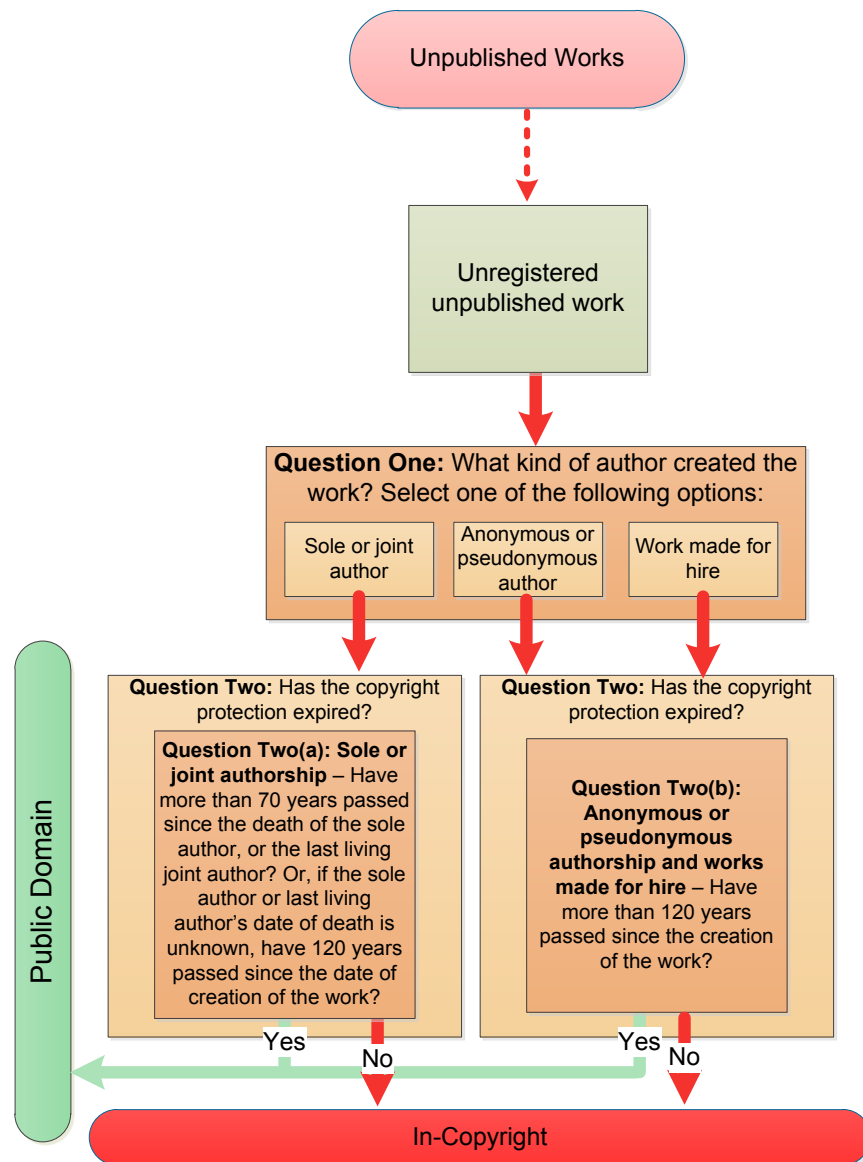 Unpublished Works
Unregistered
unpublished work
Question One: What kind of author created the
work? Select one of the following options:
Sole or joint
author
Anonymous or
pseudonymous
author
Work made for
hire
Public Domain
Question Two: Has the copyright
protection expired?
Question Two(a): Sole or
joint authorship – Have
more than 70 years passed
since the death of the sole
author, or the last living
joint author? Or, if the sole
author or last living
author’s date of death is
unknown, have 120 years
passed since the date of
creation of the work?
Yes
No
Question Two: Has the copyright
protection expired?
Question Two(b):
Anonymous or
pseudonymous
authorship and works
made for hire – Have
more than 120 years
passed since the creation
of the work?
Yes
No
In-Copyright